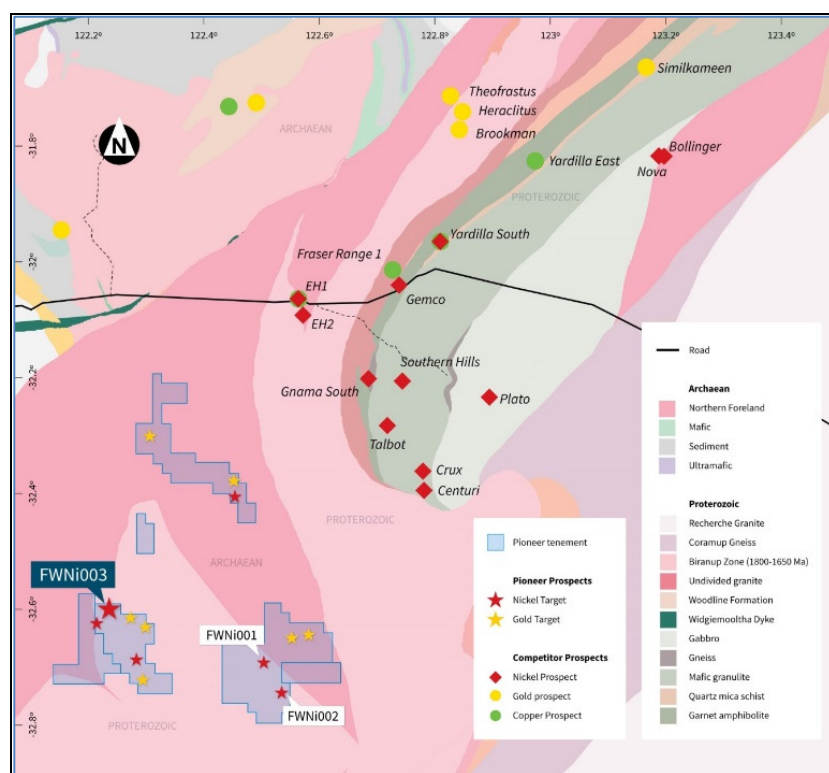 122.2°
122.4°
122.6°
122.8°
123°
123.2°
123.4°
-31.8°
-32°
-32.2°
-32.4°
-32.6°
-32.8°
N
ARCHAEAN
Similkameen
Theofrastus
Heraclitus
Brookman
Yardilla East
Bollinger
Nova
PROTEROZOIC
Yardilla South
Fraser Range 1
EH1
Gemco
EH2
Southern Hills
Gnama South
Plato
Talbot
Crux
Centuri
PROTEROZOIC
ARCHAEAN
FWNi003
FWNi001
FWNi002
PROTEROZOIC
Pioneer tenement
Pioneer Prospects
Nickel Target
Gold Target
Competitor Prospects
Nickel Prospect
Gold prospect
Copper Prospect
Road
Archaean
Northern Foreland
Mafic
Sediment
Ultramafic
Proterozoic
Recherche Granite
Coramup Gneiss
Biranup Zone (1800-1650 Ma)
Undivided granite
Woodline Formation
Widgiemooltha Dyke
Gabbro
Gneiss
Mafic granulite
Quartz mica schist
Garnet amphibolite